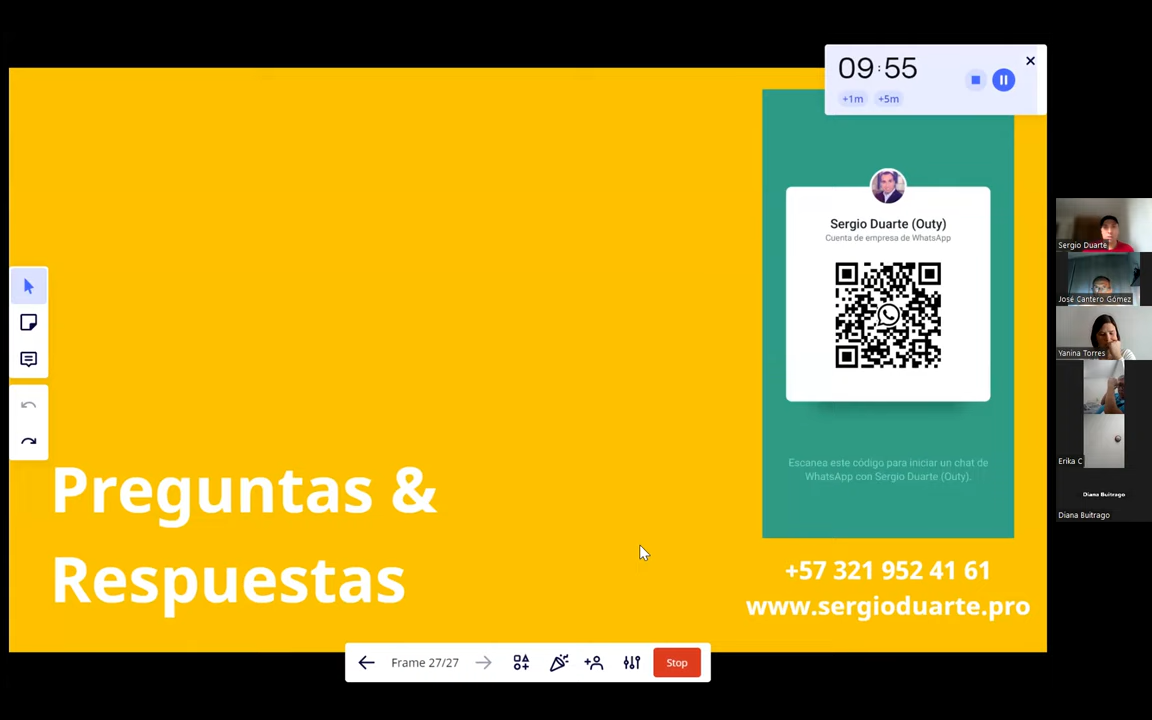 09:55
+1m +5m
Sergio Duarte (Outy)
Cuenta de empresa de WhatsApp
Escanea este código para iniciar un chat de
WhatsApp con Sergio Duarte (Outy).
Preguntas &
Respuestas
+57 321 952 41 61
www.sergioduarte.pro
Frame 27/27
Stop
Sergio Duarte
José Cantero Gómez
Yanina Torres
Erika C
Diana Buitrago
Diana Buitrago